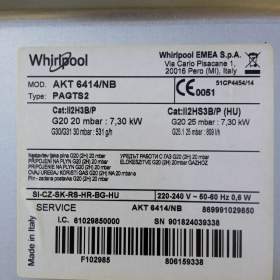 Whirlpool
Whirlpool EMEA S.p.A.
Via Carlo Pisacane 1,
20016 Pero (MI), Italy
MOD. AKT 6414/NB
TYPE: PAGTS2
51CP4454/14
CE 0051
Cat:II2H3B/P
Cat:II2HS3B/P (HU)
G20 20 mbar : 7,30 kW
G20 25 mbar : 7,30 kW
G30/G31 30 mbar : 531 g/h
G25.1 25 mbar
SI-CZ-SK-RS-HR-BG-HU
220-240 V ~ 50-60 Hz 0,6 W
SERVICE
AKT 6414/NB
869991029850
I.C. 61029850000
SN 901824039338
Made in Italy
F102985
806159338